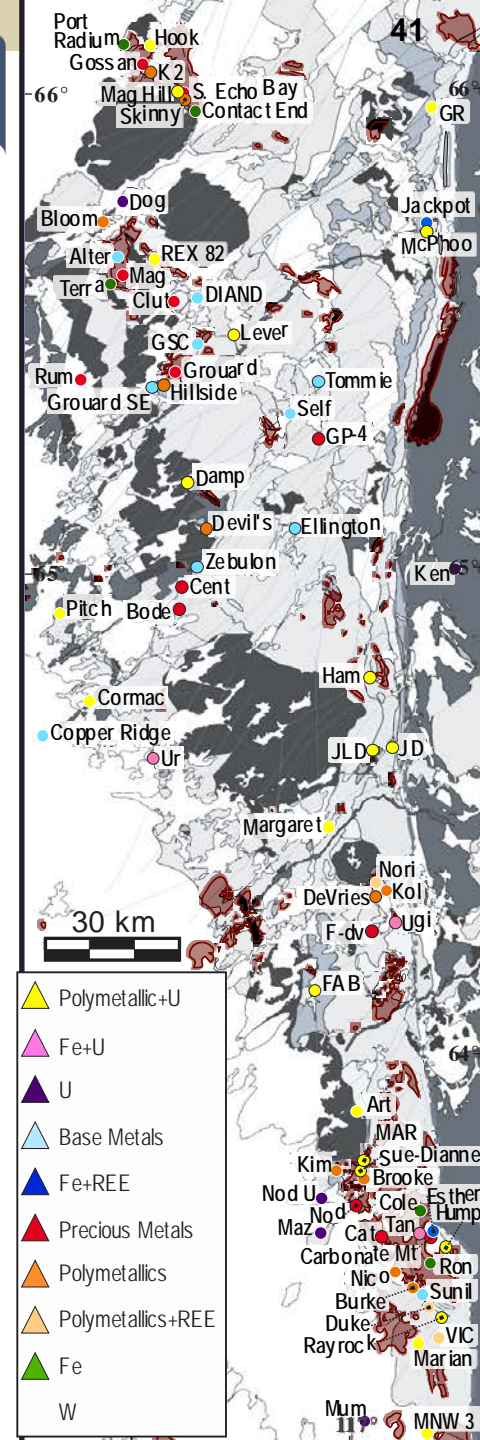 41
Port
Radium
Hook
Gossan
K2
66°
66°
Mag Hill
S. Echo Bay
Skinny
Contact End
GR
Dog
Bloom
Jackpot
McPhoo
Alter
REX 82
Mag
Terra
Clut
DIAND
Lever
GSC
Rum
Grouard
Tommie
Grouard SE
Hillside
Self
GP-4
Damp
Devil's
Ellington
Zebulon
65°
Ken
5°
Cent
Pitch
Bode
Ham
Cormac
Copper Ridge
Ur
JLD
JD
Margaret
Nori
Kol
DeVries
Ugi
F-dv
30 km
FAB
Polymetallic+U
Fe+U
U
Base Metals
Fe+REE
Precious Metals
Polymetallics
Polymetallics+REE
Fe
W
64°
Art
MAR
Sue-Dianne
Kim
Brooke
Nod U
Nod
Cole
Esther
Hump
Maz
Cat
Tan
Carbonate Mt
Ron
Nico
Sunil
Burke
Duke
Rayrock
VIC
Marian
Mum
117°
MNW 3